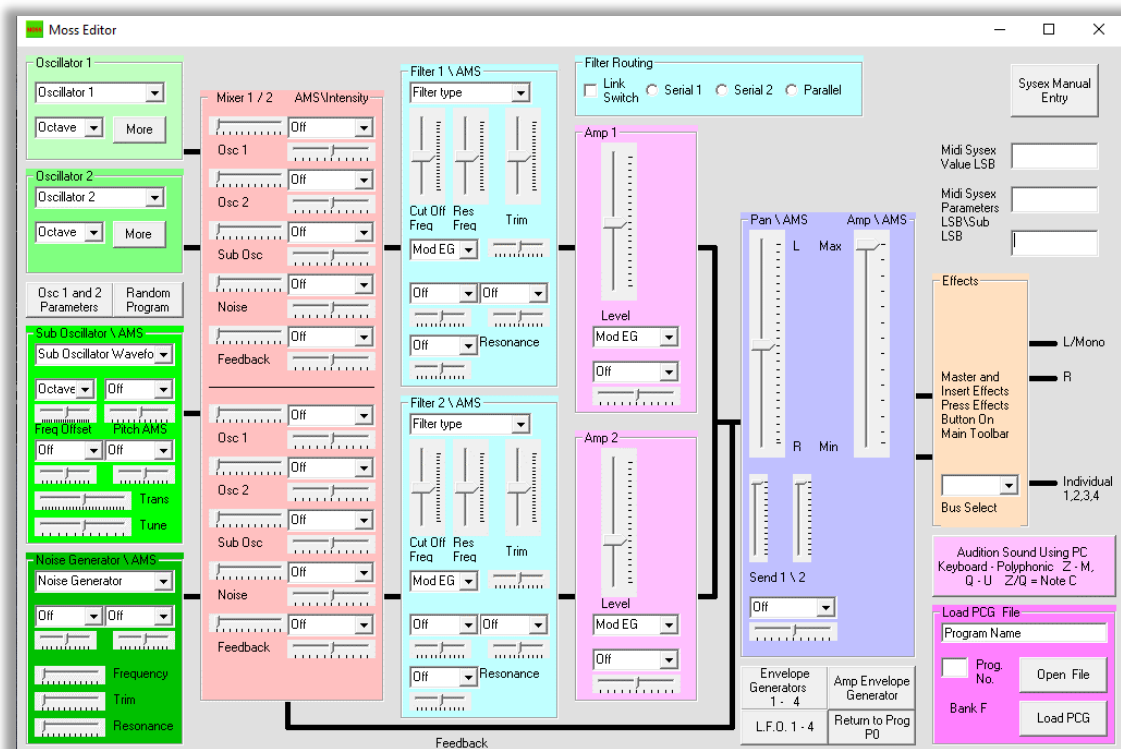 MOSS Moss Editor
Oscillator 1
Oscillator 1
Octave More
Oscillator 2
Oscillator 2
Octave More
Osc 1 and 2
Parameters
Random
Program
Sub Oscillator \ AMS
Sub Oscillator Wavefo
Octave Off
Freq Offset Pitch AMS
Off Off
Trans
Tune
Noise Generator \ AMS
Noise Generator
Off Off
Frequency
Trim
Resonance
Mixer 1 / 2 AMS\Intensity
Off
Osc 1
Off
Osc 2
Off
Sub Osc
Off
Noise
Off
Feedback
Off
Osc 1
Off
Osc 2
Off
Sub Osc
Off
Noise
Off
Feedback
Filter 1 \ AMS
Filter type
Cut Off
Freq
Res
Freq
Trim
Mod EG
Off Off
Off Resonance
Filter 2 \ AMS
Filter type
Cut Off
Freq
Res
Freq
Trim
Mod EG
Off Off
Off Resonance
Feedback
Filter Routing
Link
Switch
Serial 1 Serial 2 Parallel
Amp 1
Level
Mod EG
Off
Amp 2
Level
Mod EG
Off
Pan \ AMS Amp \ AMS
L Max
R Min
Send 1 \ 2
Off
Envelope
Generators
1 - 4
Amp Envelope
Generator
L.F.O. 1 - 4
Return to Prog
P0
Sysex Manual
Entry
Midi Sysex
Value LSB
Midi Sysex
Parameters
LSB\Sub
LSB
Effects
Master and
Insert Effects
Press Effects
Button On
Main Toolbar
Bus Select
L/Mono
R
Individual
1,2,3,4
Audition Sound Using PC
Keyboard - Polyphonic Z - M,
Q - U Z/Q = Note C
Load PCG File
Program Name
Prog.
No.
Open File
Bank F
Load PCG